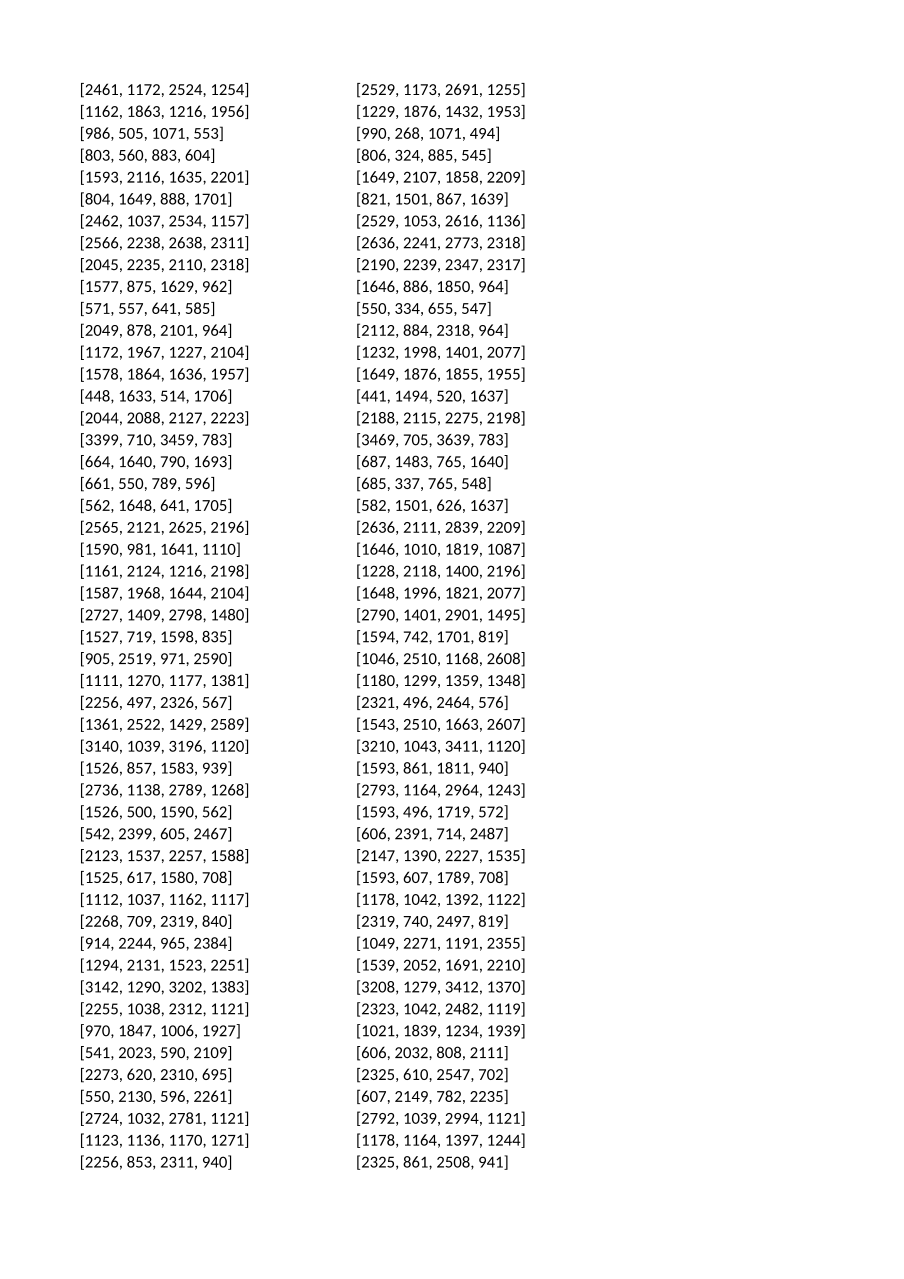 [2461, 1172, 2524, 1254] [2529, 1173, 2691, 1255]
[1162, 1863, 1216, 1956] [1229, 1876, 1432, 1953]
[986, 505, 1071, 553] [990, 268, 1071, 494]
[803, 560, 883, 604] [806, 324, 885, 545]
[1593, 2116, 1635, 2201] [1649, 2107, 1858, 2209]
[804, 1649, 888, 1701] [821, 1501, 867, 1639]
[2462, 1037, 2534, 1157] [2529, 1053, 2616, 1136]
[2566, 2238, 2638, 2311] [2636, 2241, 2773, 2318]
[2045, 2235, 2110, 2318] [2190, 2239, 2347, 2317]
[1577, 875, 1629, 962] [1646, 886, 1850, 964]
[571, 557, 641, 585] [550, 334, 655, 547]
[2049, 878, 2101, 964] [2112, 884, 2318, 964]
[1172, 1967, 1227, 2104] [1232, 1998, 1401, 2077]
[1578, 1864, 1636, 1957] [1649, 1876, 1855, 1955]
[448, 1633, 514, 1706] [441, 1494, 520, 1637]
[2044, 2088, 2127, 2223] [2188, 2115, 2275, 2198]
[3399, 710, 3459, 783] [3469, 705, 3639, 783]
[664, 1640, 790, 1693] [687, 1483, 765, 1640]
[661, 550, 789, 596] [685, 337, 765, 548]
[562, 1648, 641, 1705] [582, 1501, 626, 1637]
[2565, 2121, 2625, 2196] [2636, 2111, 2839, 2209]
[1590, 981, 1641, 1110] [1646, 1010, 1819, 1087]
[1161, 2124, 1216, 2198] [1228, 2118, 1400, 2196]
[1587, 1968, 1644, 2104] [1648, 1996, 1821, 2077]
[2727, 1409, 2798, 1480] [2790, 1401, 2901, 1495]
[1527, 719, 1598, 835] [1594, 742, 1701, 819]
[905, 2519, 971, 2590] [1046, 2510, 1168, 2608]
[1111, 1270, 1177, 1381] [1180, 1299, 1359, 1348]
[2256, 497, 2326, 567] [2321, 496, 2464, 576]
[1361, 2522, 1429, 2589] [1543, 2510, 1663, 2607]
[3140, 1039, 3196, 1120] [3210, 1043, 3411, 1120]
[1526, 857, 1583, 939] [1593, 861, 1811, 940]
[2736, 1138, 2789, 1268] [2793, 1164, 2964, 1243]
[1526, 500, 1590, 562] [1593, 496, 1719, 572]
[542, 2399, 605, 2467] [606, 2391, 714, 2487]
[2123, 1537, 2257, 1588] [2147, 1390, 2227, 1535]
[1525, 617, 1580, 708] [1593, 607, 1789, 708]
[1112, 1037, 1162, 1117] [1178, 1042, 1392, 1122]
[2268, 709, 2319, 840] [2319, 740, 2497, 819]
[914, 2244, 965, 2384] [1049, 2271, 1191, 2355]
[1294, 2131, 1523, 2251] [1539, 2052, 1691, 2210]
[3142, 1290, 3202, 1383] [3208, 1279, 3412, 1370]
[2255, 1038, 2312, 1121] [2323, 1042, 2482, 1119]
[970, 1847, 1006, 1927] [1021, 1839, 1234, 1939]
[541, 2023, 590, 2109] [606, 2032, 808, 2111]
[2273, 620, 2310, 695] [2325, 610, 2547, 702]
[550, 2130, 596, 2261] [607, 2149, 782, 2235]
[2724, 1032, 2781, 1121] [2792, 1039, 2994, 1121]
[1123, 1136, 1170, 1271] [1178, 1164, 1397, 1244]
[2256, 853, 2311, 940] [2325, 861, 2508, 941]